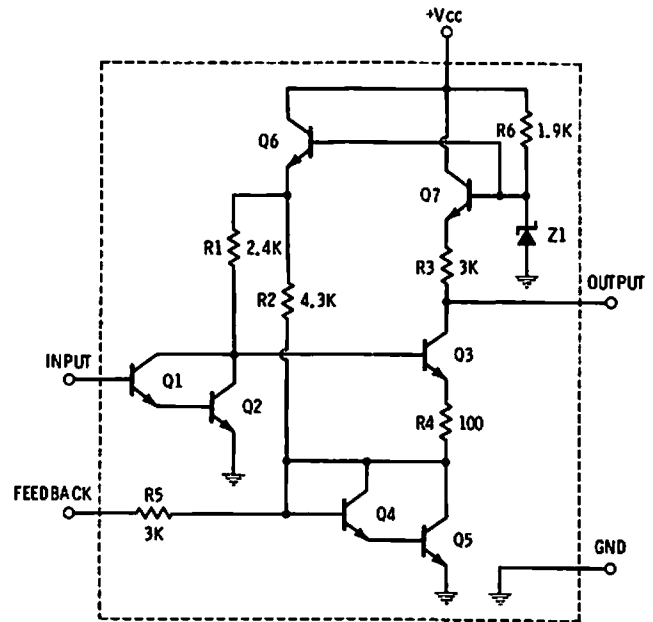 +Vcc
Q6
R6 1.9K
Q7
Z1
R1 2.4K
R3 3K
R2 4.3K
OUTPUT
INPUT
Q1
Q2
Q3
R4 100
FEEDBACK
R5
3K
Q4
Q5
GND